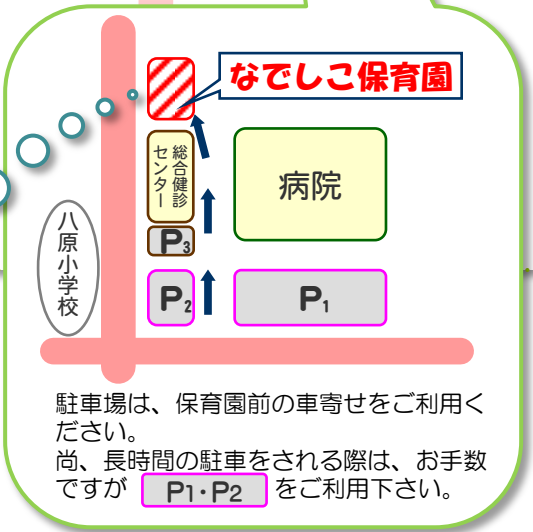 なでしこ保育園
総合健診
センター
病院
P3
八原小学校
P2
P1
駐車場は、保育園前の車寄せをご利用く
ださい。
尚、長時間の駐車をされる際は、お手数
ですが P1・P2 をご利用下さい。